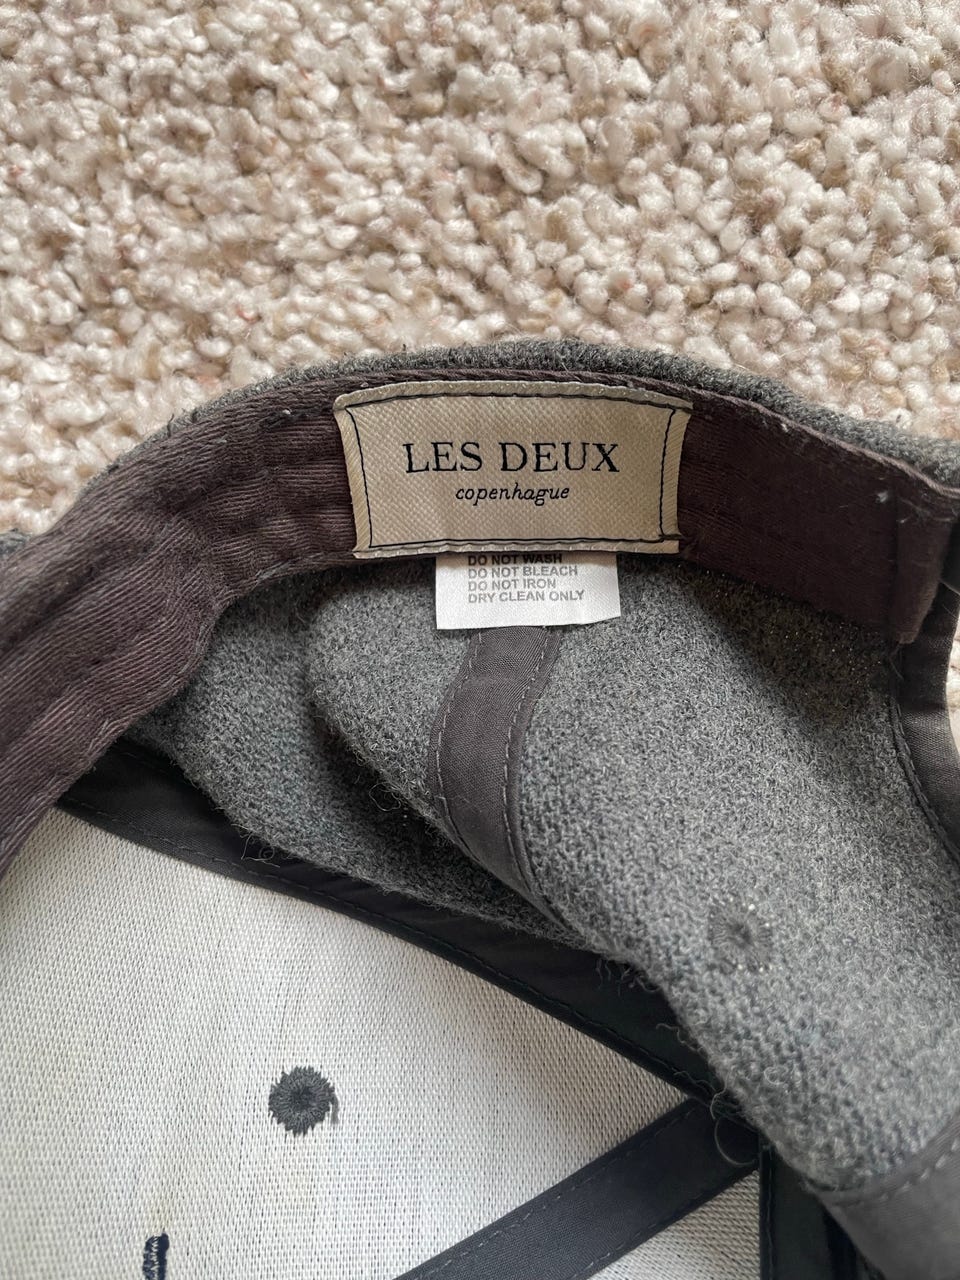 LES DEUX
copenhague
DO NOT WASH
DO NOT BLEACH
DO NOT IRON
DRY CLEAN ONLY